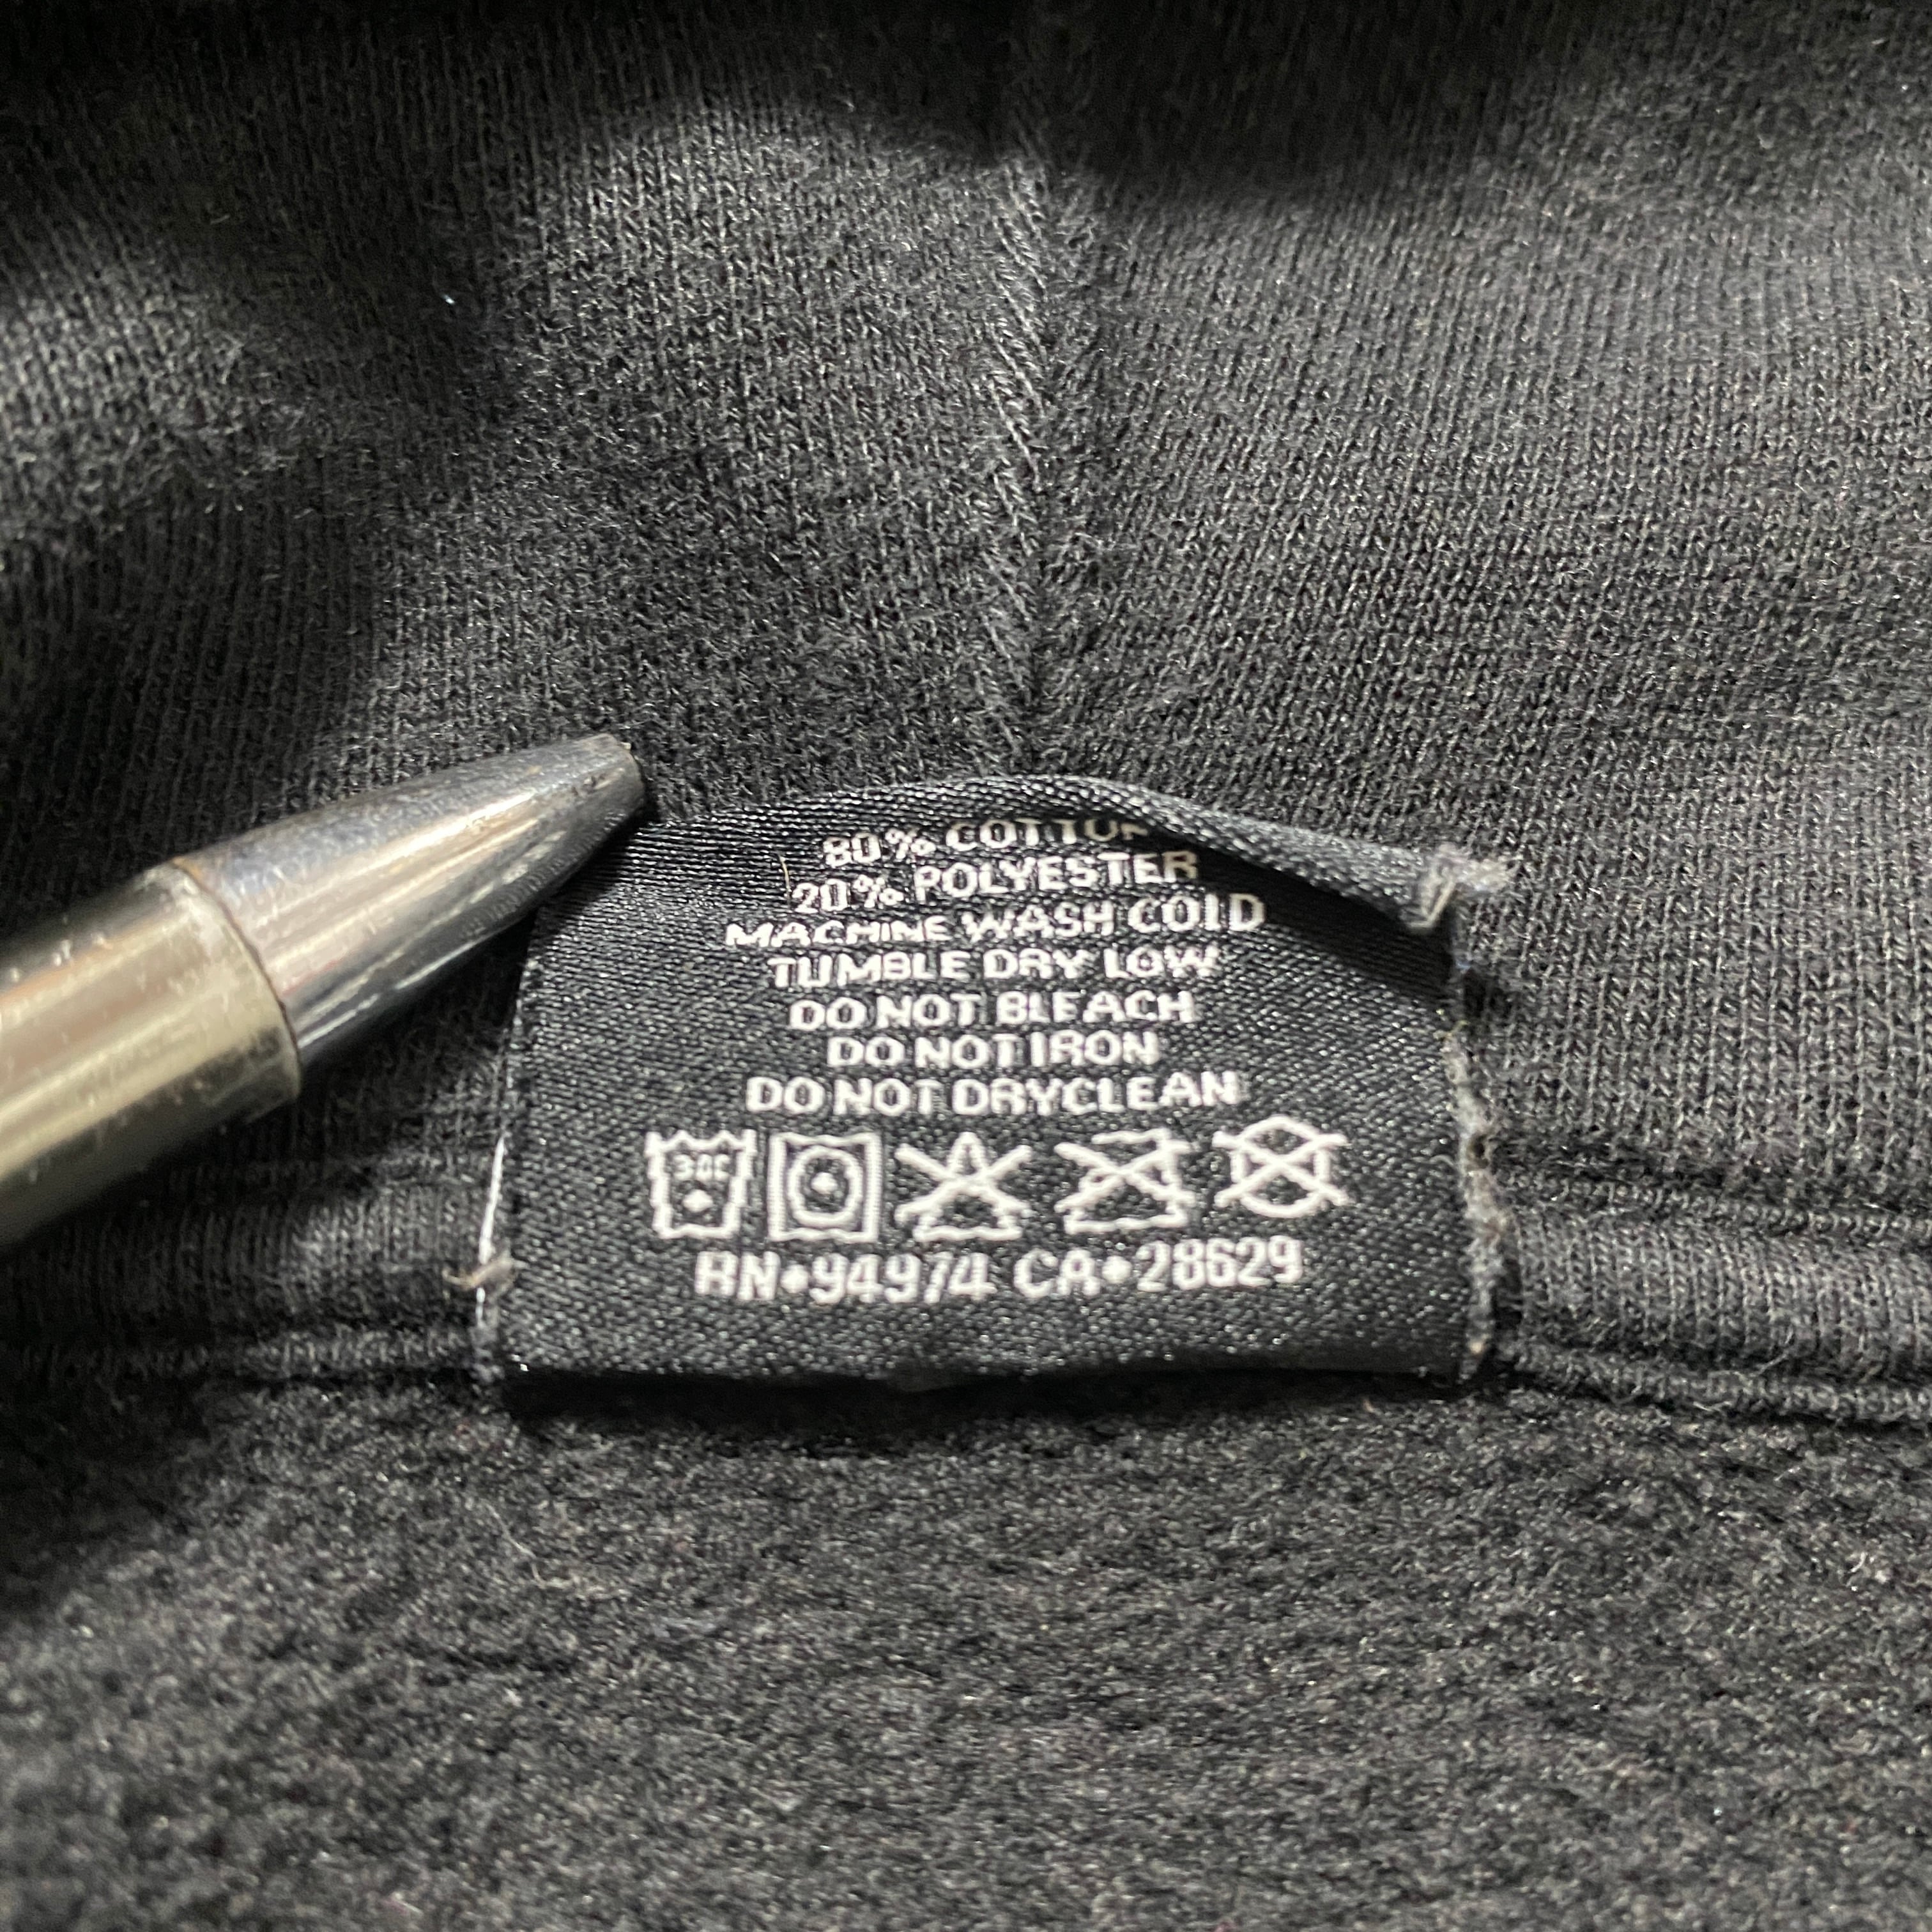 80% COTTON
20% POLYESTER
MACHINE WASH COLD
TUMBLE DRY LOW
DO NOT BLEACH
DO NOT IRON
DO NOT DRYCLEAN
30C
RN•94974 CA•28629